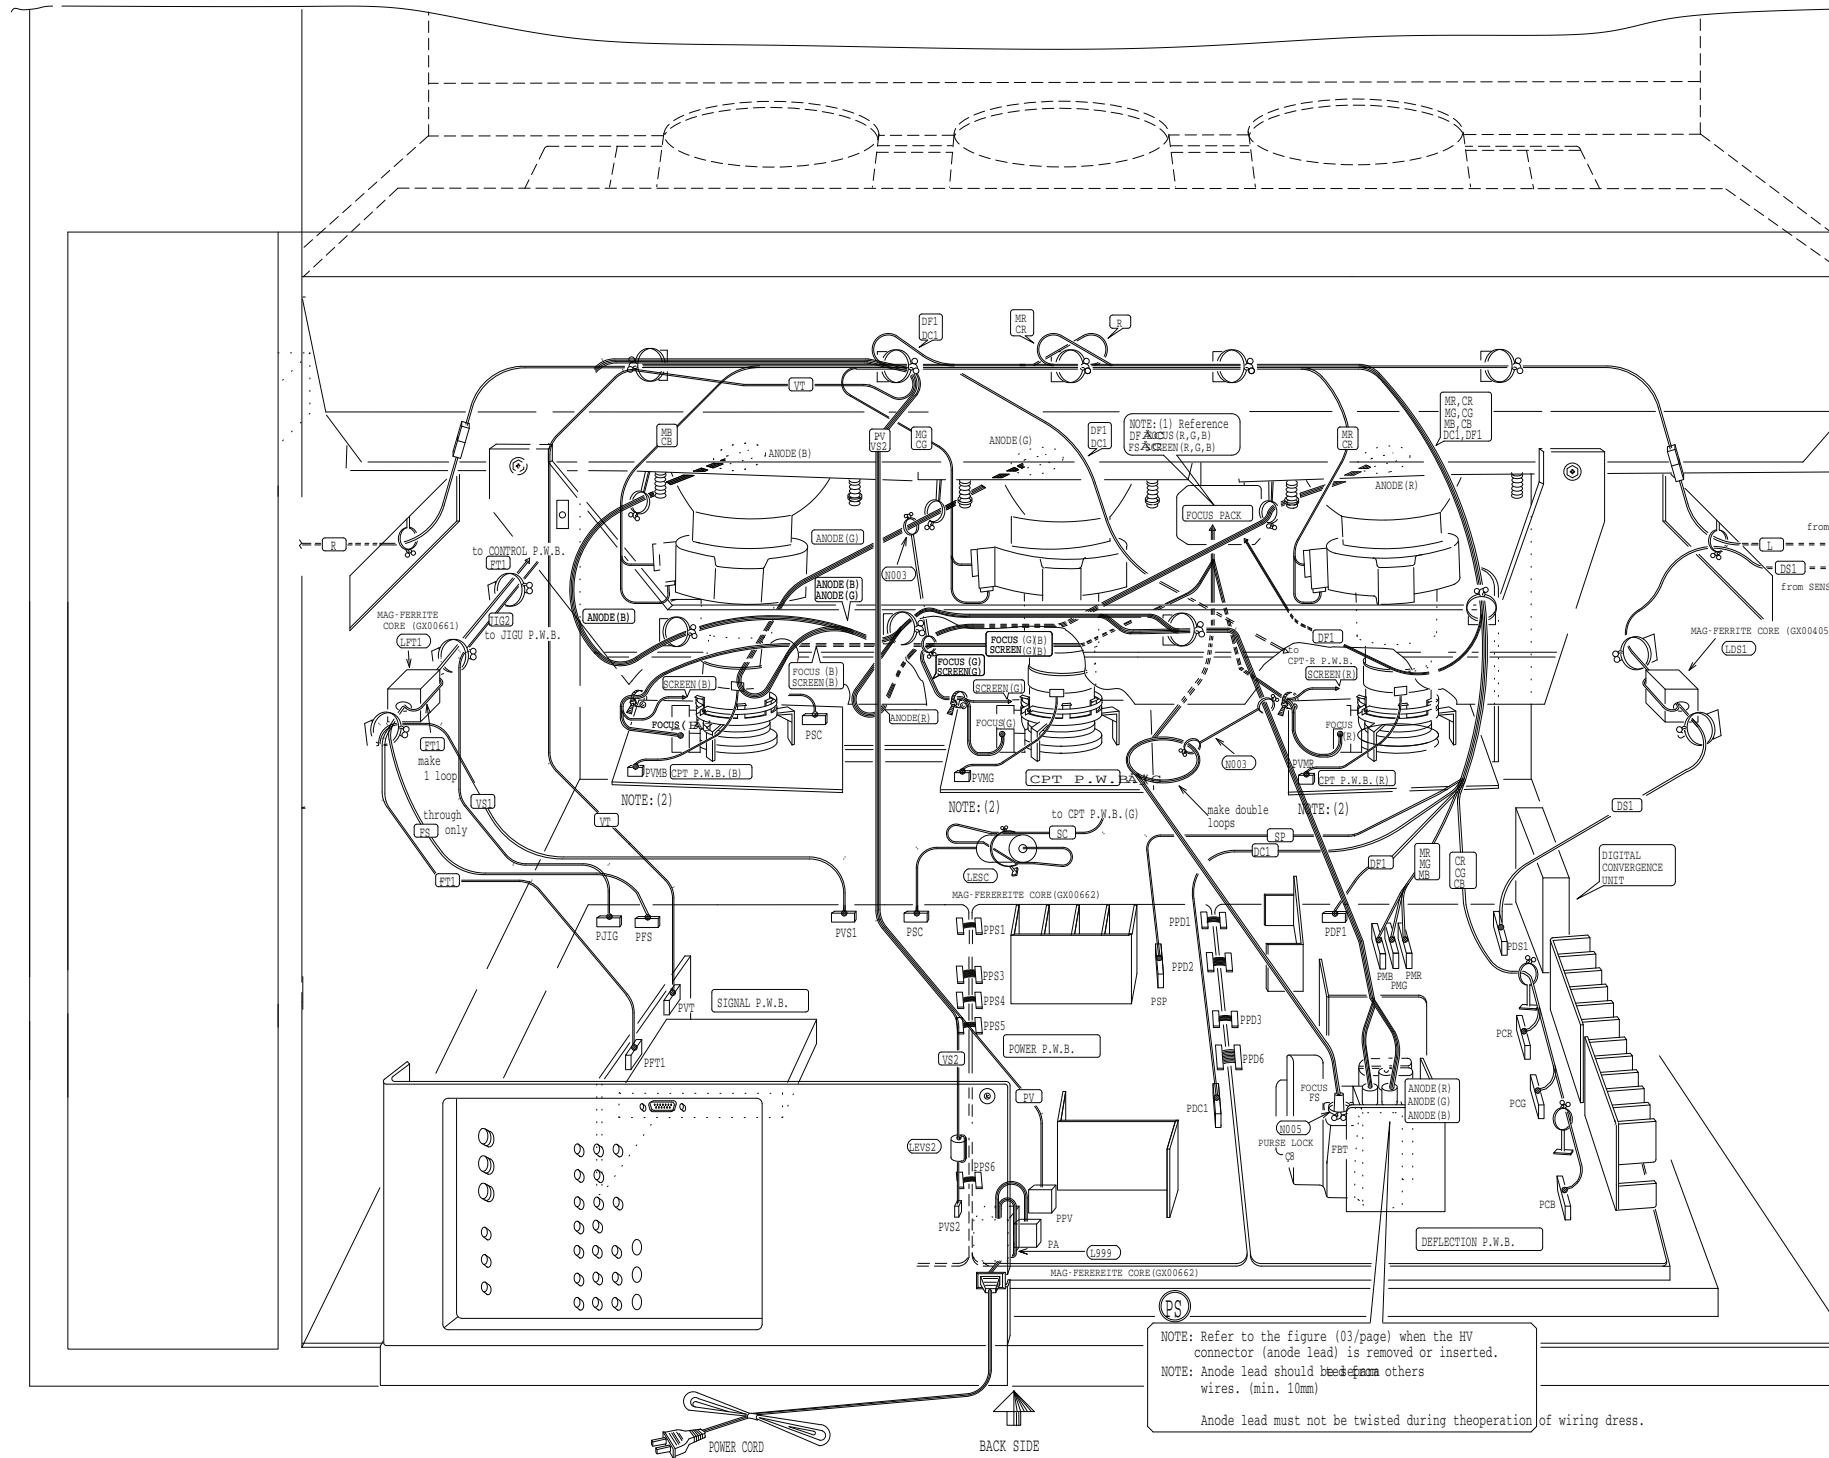 DF1
DC1
MR
CR
R
VT
MB
CB
PV
VS2
MG
CG
ANODE(B)
ANODE(G)
DF1
DC1
NOTE:(1) Reference
FOCUS PACK
MR
CR
MR,CR
MG,CG
MB,CB
DC1,DF1
ANODE(R)
R
to CONTROL P.W.B.
FT1
ANODE(G)
N003
from
L
DS1
from SENS
MAG-FERRITE
CORE (GX00661)
LFT1
JIG2
to JIGU P.W.B.
ANODE(B)
ANODE(B)
ANODE(G)
FOCUS (G)(B)
SCREEN(G)(B)
DF1
to
CPT-R P.W.B.
MAG-FERRITE CORE (GX00405
LDS1
FOCUS (B)
SCREEN(B)
FOCUS (G)
SCREEN(G)
SCREEN(B)
SCREEN(G)
SCREEN(R)
FT1
make
1 loop
PSC
ANODE(R)
FOCUS(G)
FOCUS
(R)
N003
PVMB
CPT P.W.B.(B)
PVMG
PVMR
CPT P.W.B.(R)
NOTE:(2)
NOTE:(2)
NOTE:(2)
VS1
VT
through
FS only
to CPT P.W.B.(G)
SC
make double
loops
SP
DC1
DF1
MR
MG
MB
CR
CG
CB
DS1
DIGITAL
CONVERGENCE
UNIT
FT1
LESC
MAG-FEREREITE CORE(GX00662)
PJIG
PFS
PVS1
PSC
PPS1
PPD1
PDF1
PDS1
PPS3
PPS4
PPS5
PSP
PPD2
PMB
PMR
PMG
PVT
SIGNAL P.W.B.
PPD3
PCR
PFT1
VS2
POWER P.W.B.
PPD6
PV
PDC1
FOCUS
FS
ANODE(R)
ANODE(G)
ANODE(B)
PCG
N005
PURSE LOCK
Ç8
FBT
LEVS2
PPS6
PVS2
PPV
PA
L999
PCB
DEFLECTION P.W.B.
MAG-FEREREITE CORE(GX00662)
PS
NOTE: Refer to the figure (03/page) when the HV
connector (anode lead) is removed or inserted.
NOTE: Anode lead should be from others
wires. (min. 10mm)
Anode lead must not be twisted during theoperation of wiring dress.
POWER CORD
BACK SIDE